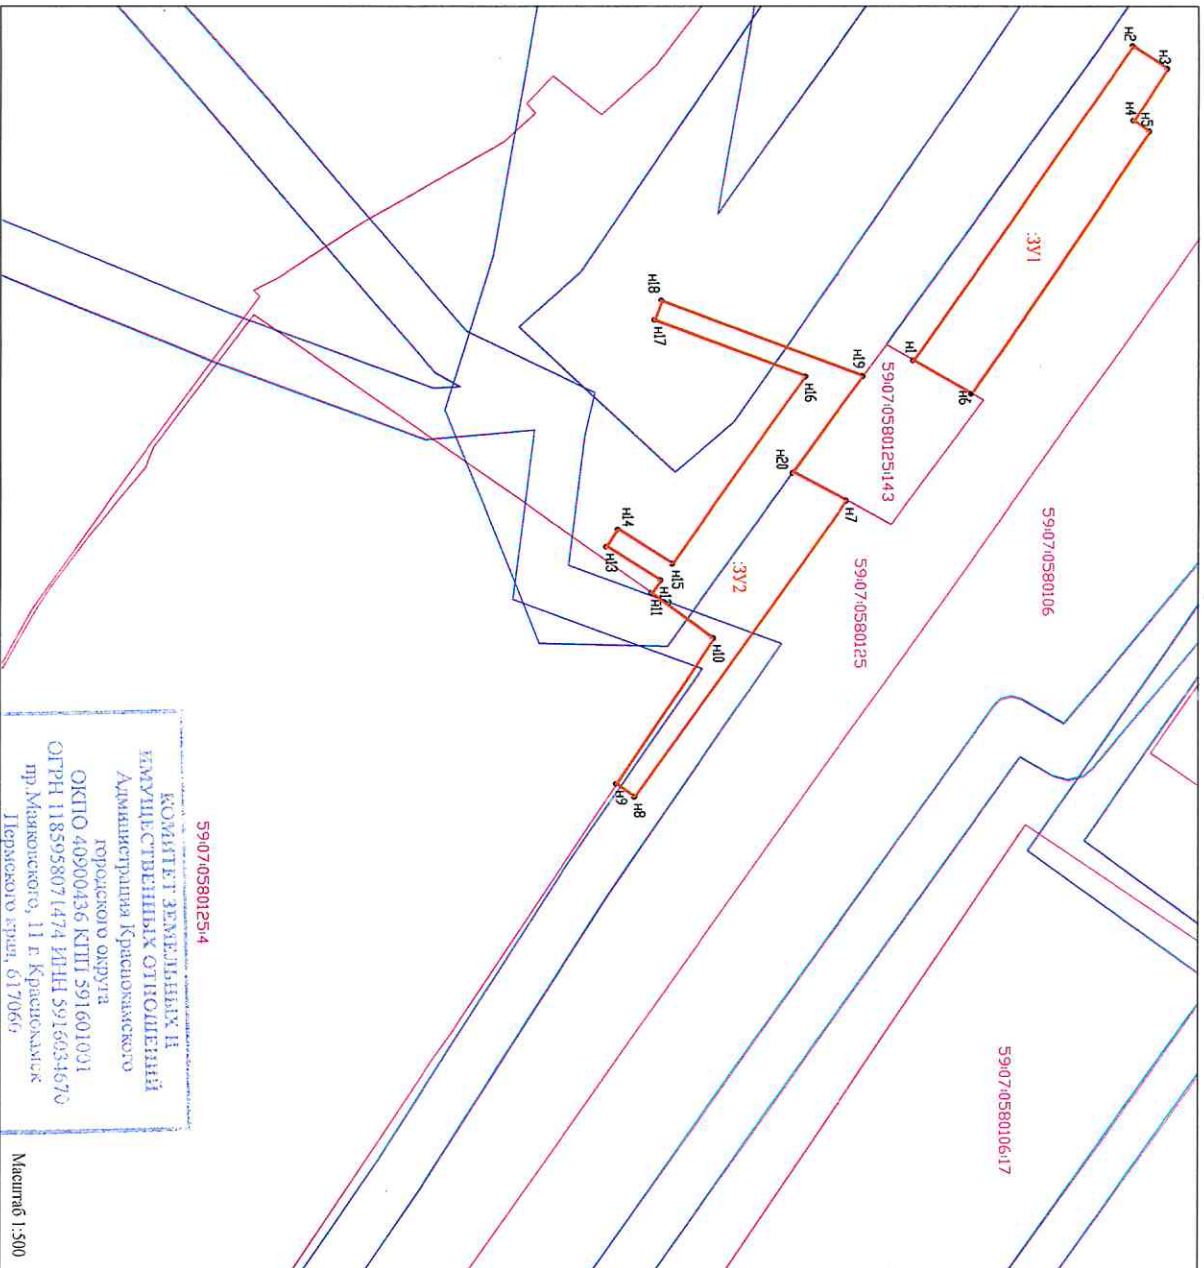 н3
н2
н5
н4
:ЗУ1
н1
н6
59:07:0580125:143
59:07:0580106
н18
н17
н19
н16
н20
н7
:ЗУ2
59:07:0580125
н14
н13
н15
н12
н11
н10
н9
н8
59:07:0580106:17
59:07:0580125:4
КОМИТЕТ ЗЕМЕЛЬНЫХ И
ИМУЩЕСТВЕННЫХ ОТНОШЕНИЙ
Администрация Краснокамского
городского округа
ОКПО 40900436 КПП 591601001
ОГРН 1185958071474 ИНН 5916034670
пр.Маяковского, 11 г. Краснокамск
Пермского края, 617060
Масштаб 1:500